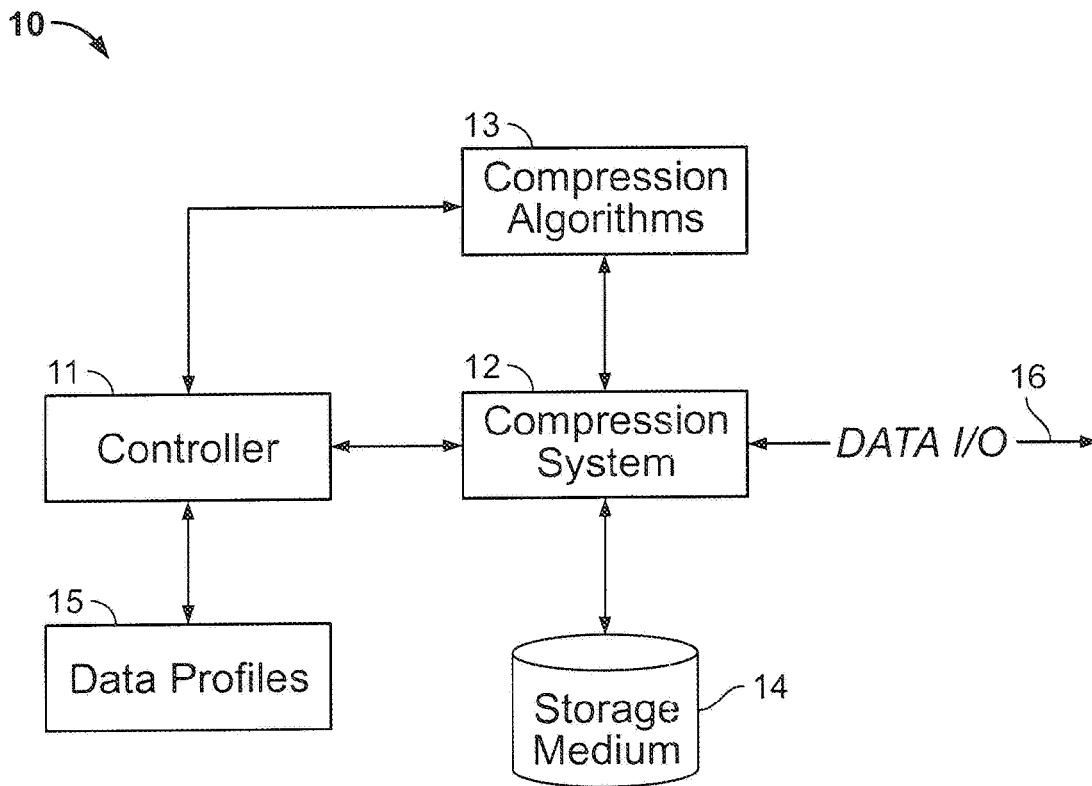 10
13
Compression
Algorithms
11
Controller
12
Compression
System
DATA I/O
16
15
Data Profiles
Storage
Medium
14